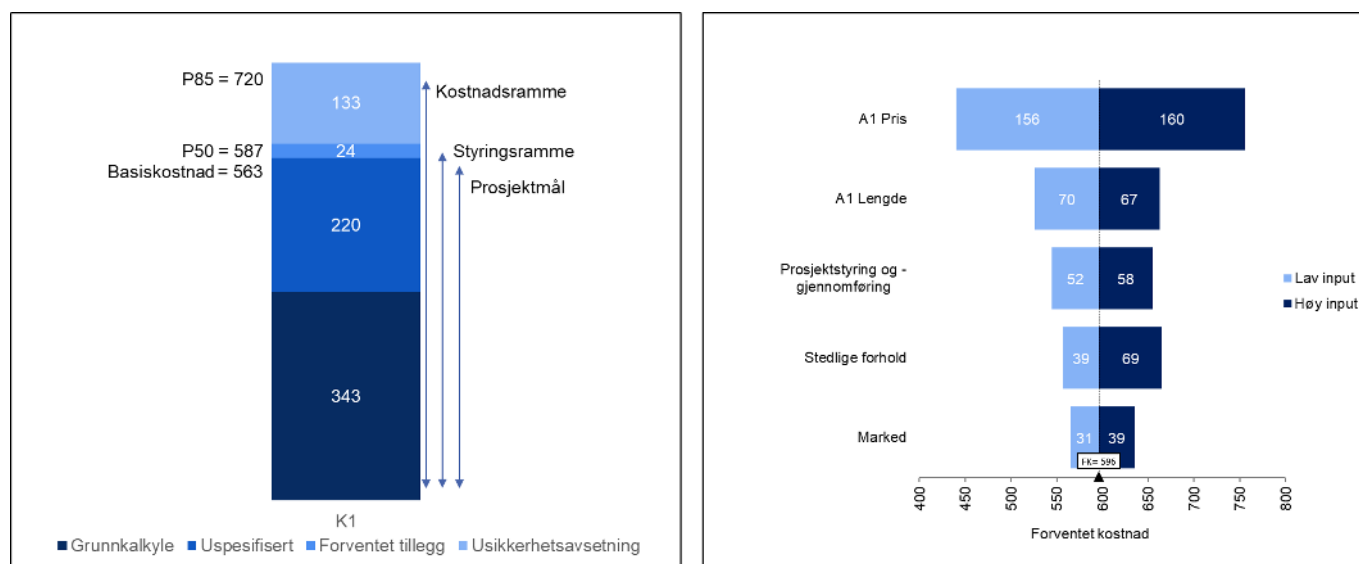 P85 = 720
133
Kostnadsramme
P50 = 587
24
Styringsramme
Basiskostnad = 563
Prosjektmål
220
343
K1
Grunnkalkyle
Uspesifisert
Forventet tillegg
Usikkerhetsavsetning
A1 Pris
156
160
A1 Lengde
70
67
Prosjektstyring og -
gjennomføring
52
58
Lav input
Høy input
Stedlige forhold
39
69
Marked
31
39
FK= 596
400
450
500
550
600
650
700
750
800
Forventet kostnad